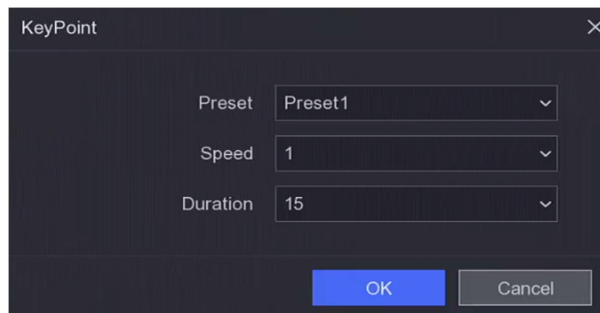 KeyPoint
Preset Preset1
Speed 1
Duration 15
OK Cancel